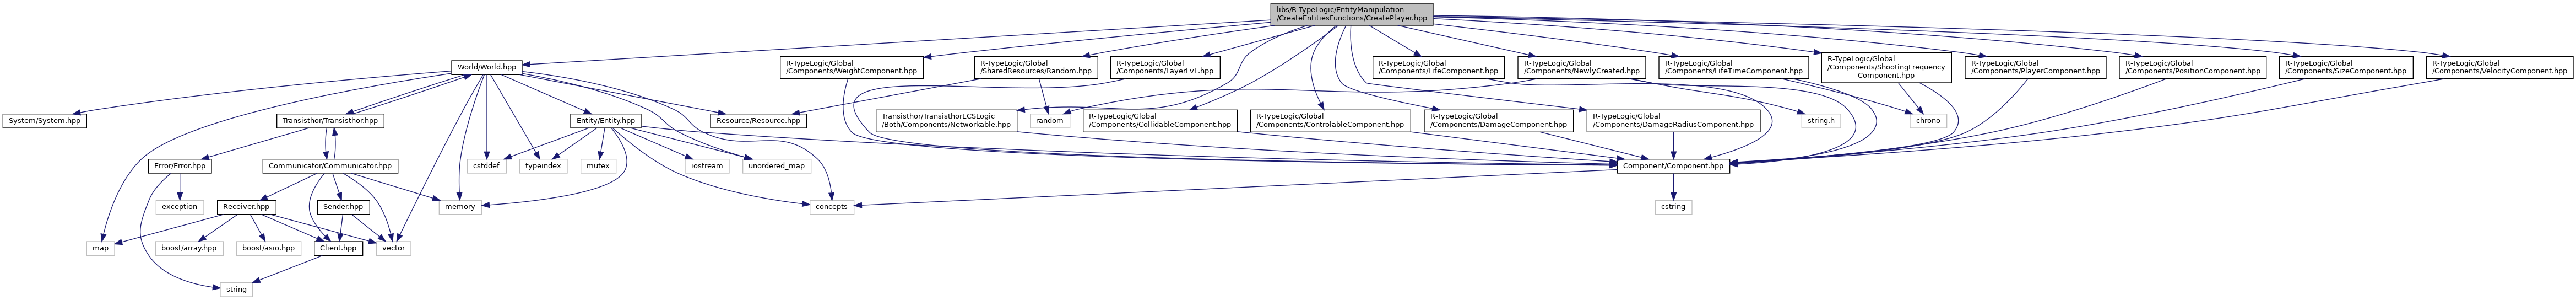 libs/R-TypeLogic/EntityManipulation
/CreateEntitiesFunctions/CreatePlayer.hpp
World/World.hpp
R-TypeLogic/Global
/Components/WeightComponent.hpp
R-TypeLogic/Global
/SharedResources/Random.hpp
R-TypeLogic/Global
/Components/LayerLvL.hpp
R-TypeLogic/Global
/Components/LifeComponent.hpp
R-TypeLogic/Global
/Components/NewlyCreated.hpp
R-TypeLogic/Global
/Components/LifeTimeComponent.hpp
R-TypeLogic/Global
/Components/ShootingFrequency
Component.hpp
R-TypeLogic/Global
/Components/PlayerComponent.hpp
R-TypeLogic/Global
/Components/PositionComponent.hpp
R-TypeLogic/Global
/Components/SizeComponent.hpp
R-TypeLogic/Global
/Components/VelocityComponent.hpp
System/System.hpp
Transisthor/Transisthor.hpp
Entity/Entity.hpp
Resource/Resource.hpp
Transisthor/TransisthorECSLogic
/Both/Components/Networkable.hpp
random
R-TypeLogic/Global
/Components/CollidableComponent.hpp
R-TypeLogic/Global
/Components/ControlableComponent.hpp
R-TypeLogic/Global
/Components/DamageComponent.hpp
R-TypeLogic/Global
/Components/DamageRadiusComponent.hpp
string.h
chrono
Error/Error.hpp
Communicator/Communicator.hpp
cstddef
typeindex
mutex
iostream
unordered_map
Component/Component.hpp
exception
Receiver.hpp
Sender.hpp
memory
concepts
cstring
map
boost/array.hpp
boost/asio.hpp
Client.hpp
vector
string